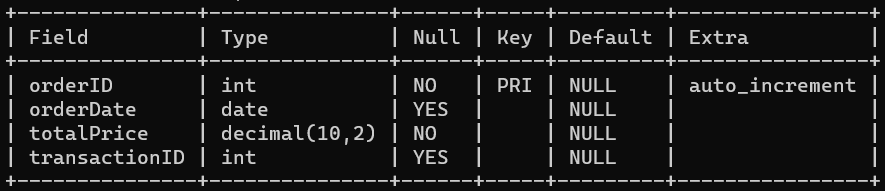 +---------------+---------------+------+-----+---------+----------------+
| Field         | Type          | Null | Key | Default | Extra          |
+---------------+---------------+------+-----+---------+----------------+
| orderID       | int           | NO   | PRI | NULL    | auto_increment |
| orderDate     | date          | YES  |     | NULL    |                |
| totalPrice    | decimal(10,2) | NO   |     | NULL    |                |
| transactionID | int           | YES  |     | NULL    |                |
+---------------+---------------+------+-----+---------+----------------+